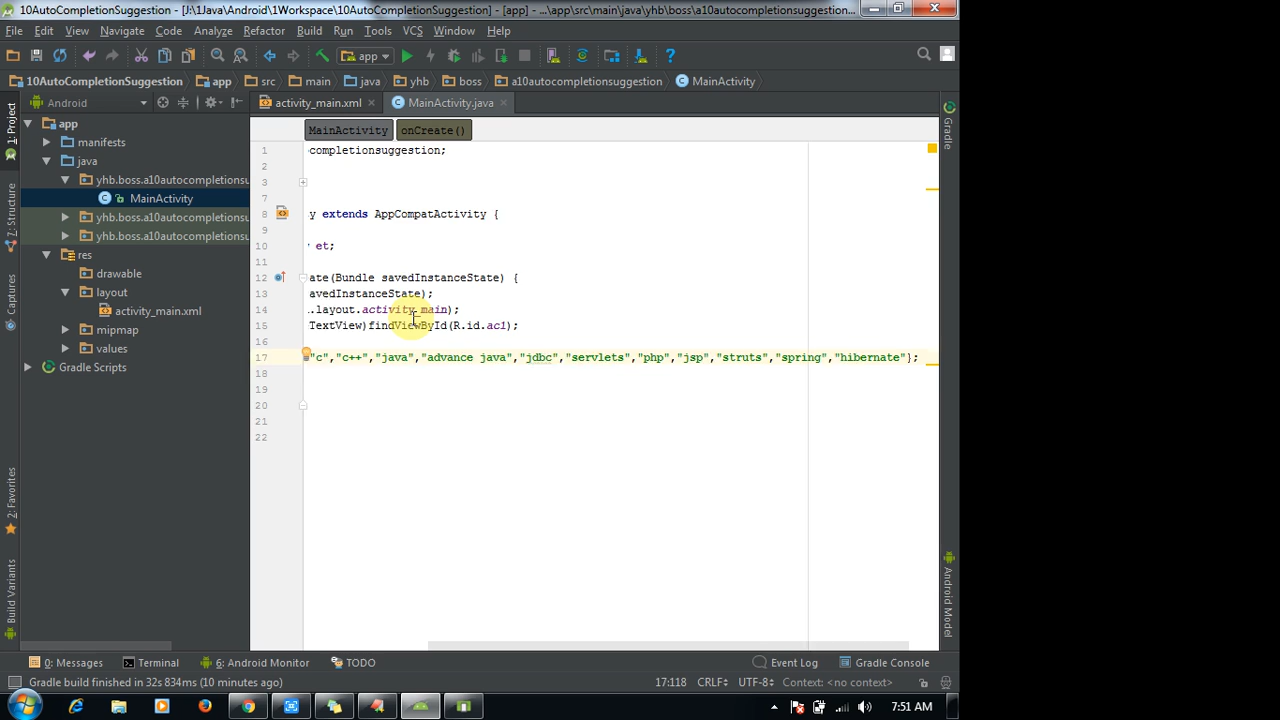 10AutoCompletionSuggestion - [J:\1Java\Android\1Workspace\10AutoCompletionSuggestion] - [app] - ...\app\src\main\java\yhb\boss\a10autocompletionsuggestion...
File Edit View Navigate Code Analyze Refactor Build Run Tools VCS Window Help
app
10AutoCompletionSuggestion app src main java yhb boss a10autocompletionsuggestion MainActivity
Android activity_main.xml MainActivity.java
MainActivity onCreate()
1: Project
7: Structure
Captures
2: Favorites
Build Variants
Gradle
Android Model
app
manifests
java
yhb.boss.a10autocompletionsu
MainActivity
yhb.boss.a10autocompletionsu
yhb.boss.a10autocompletionsu
res
drawable
layout
activity_main.xml
mipmap
values
Gradle Scripts
1 completionsuggestion;
2
3
7
8 y extends AppCompatActivity {
9
10 et;
11
12 ate(Bundle savedInstanceState) {
13 avedInstanceState);
14 .layout.activity_main);
15 TextView)findViewById(R.id.ac1);
16
17 "c","c++","java","advance java","jdbc","servlets","php","jsp","struts","spring","hibernate"};
18
19
20
21
22
0: Messages Terminal 6: Android Monitor TODO Event Log Gradle Console
Gradle build finished in 32s 834ms (10 minutes ago) 17:118 CRLF÷ UTF-8÷ Context: <no context>
7:51 AM